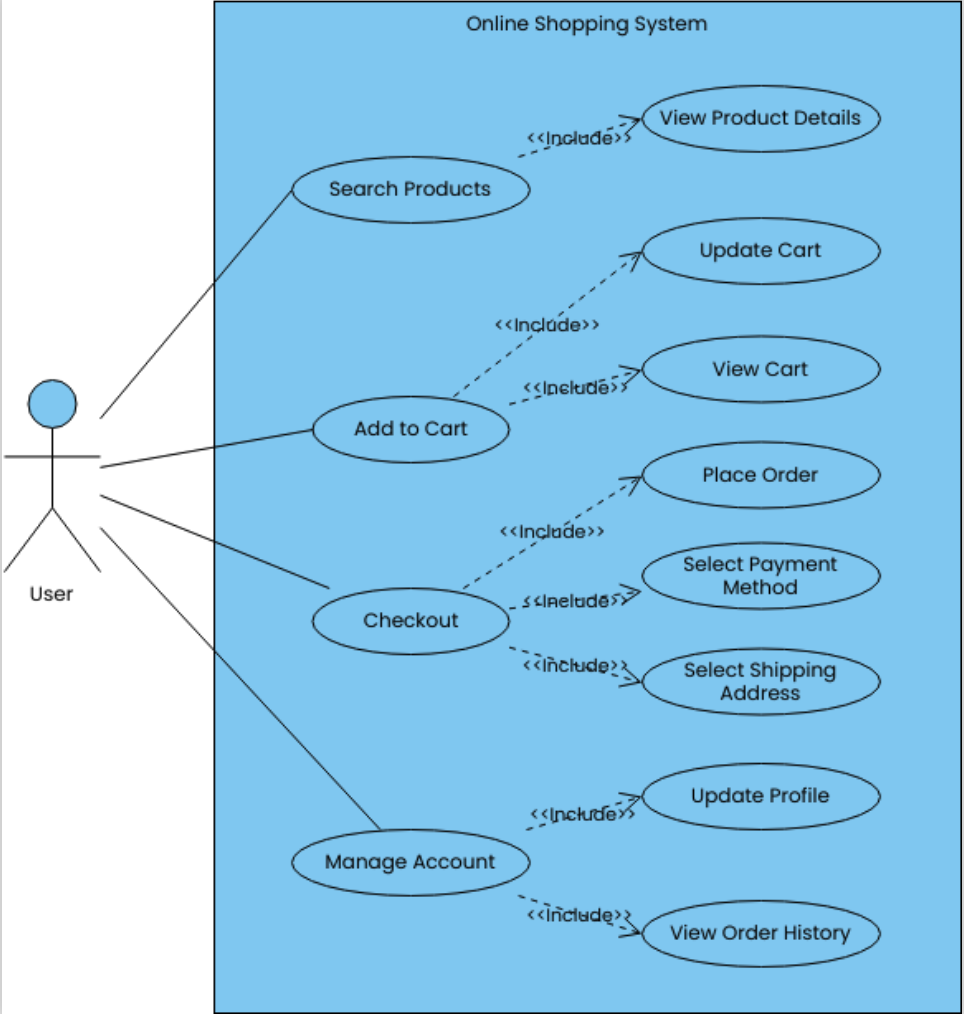 Online Shopping System
View Product Details
<<Include>>
Search Products
Update Cart
<<Include>>
View Cart
<<Include>>
Add to Cart
Place Order
<<Include>>
Select Payment
Method
<<Include>>
User
Checkout
<<Include>>
Select Shipping
Address
Update Profile
<<Include>>
Manage Account
<<Include>>
View Order History